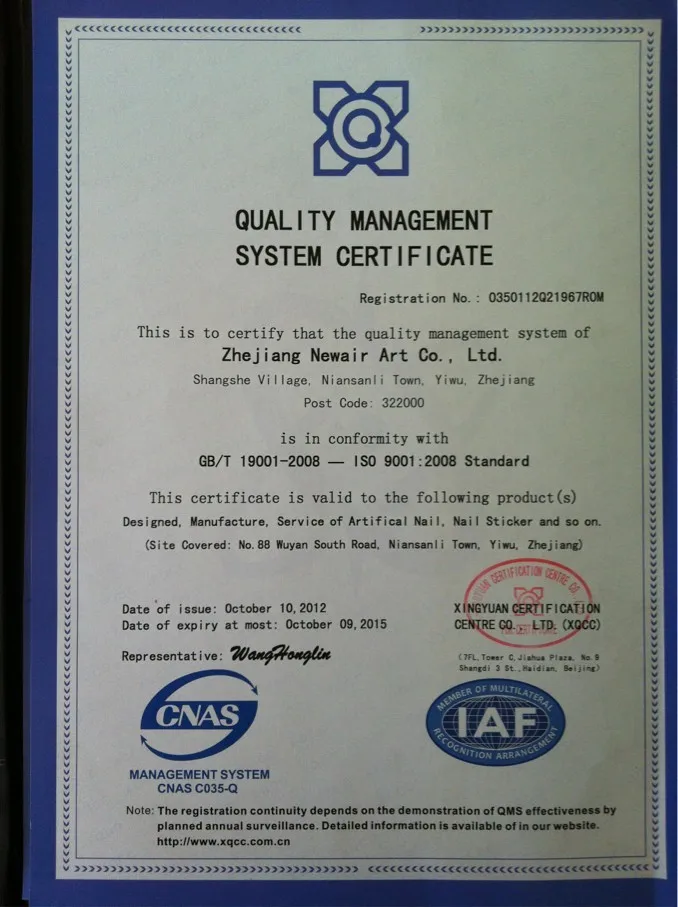 QUALITY MANAGEMENT
SYSTEM CERTIFICATE
Registration No.: 0350112Q21967ROM
This is to certify that the quality management system of
Zhejiang Newair Art Co., Ltd.
Shangshe Village, Niansanli Town, Yiwu, Zhejiang
Post Code: 322000
is in conformity with
GB/T 19001-2008 — ISO 9001:2008 Standard
This certificate is valid to the following product(s)
Designed, Manufacture, Service of Artifical Nail, Nail Sticker and so on.
(Site Covered: No.88 Wuyan South Road, Niansanli Town, Yiwu, Zhejiang)
Date of issue: October 10,2012
Date of expiry at most: October 09,2015
Representative: WangHonglin
XINGYUAN CERTIFICATION
CENTRE CO., LTD. (XQCC)
(7FL,Tower C,Jiahua Plaza, No.9
Shangdi 3 St.,Haidian, Beijing)
CNAS
MANAGEMENT SYSTEM
CNAS C035-Q
MEMBER OF MULTILATERAL
IAF
RECOGNITION ARRANGEMENT
Note: The registration continuity depends on the demonstration of QMS effectiveness by
planned annual surveillance. Detailed information is available of in our website.
http://www.xqcc.com.cn